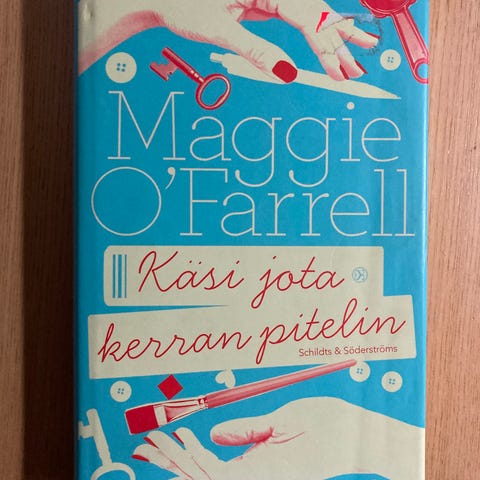 Maggie
O'Farrell
Käsi jota
kerran pitelin
Schildts & Söderströms